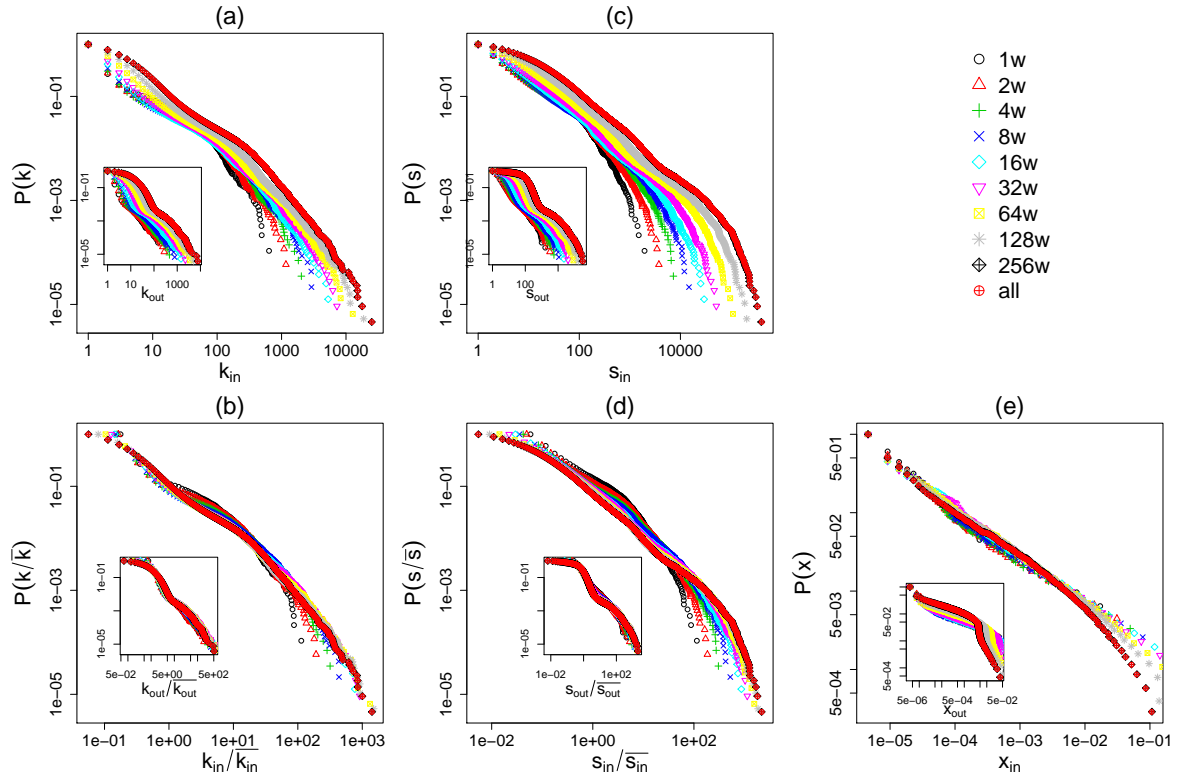 (a)
P(k)
1e-01
1e-03
1e-05
1 10 100 1000 10000
k_in
1e-01
1e-05
1 10 1000
k_out
(c)
P(s)
1e-01
1e-03
1e-05
1 100 10000
s_in
1e-01
1e-05
1 100
s_out
1w
2w
4w
8w
16w
32w
64w
128w
256w
all
(b)
P(k/k̅)
1e-01
1e-03
1e-05
1e-01 1e+00 1e+01 1e+02 1e+03
k_in/k̅_in
1e-01
1e-05
5e-02 5e+00 5e+02
k_out/k̅_out
(d)
P(s/s̅)
1e-01
1e-03
1e-05
1e-02 1e+00 1e+02
s_in/s̅_in
1e-01
1e-05
1e-02 1e+02
s_out/s̅_out
(e)
P(x)
5e-01
5e-02
5e-03
5e-04
1e-05 1e-04 1e-03 1e-02 1e-01
x_in
5e-02
5e-04
5e-06 5e-04 5e-02
x_out